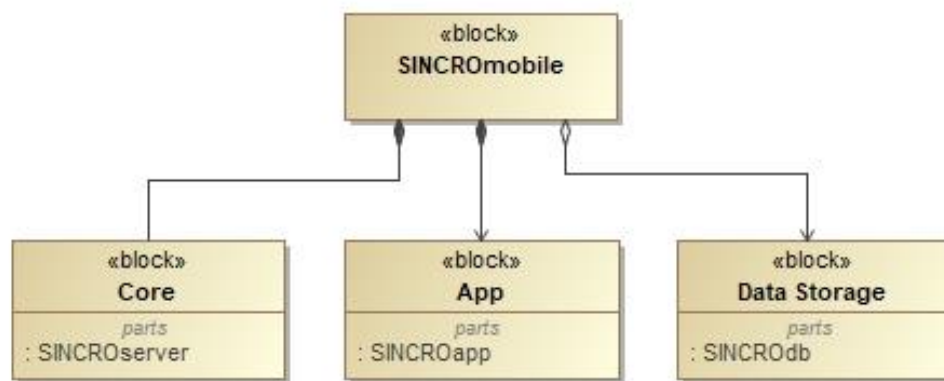 «block»
SINCROmobile
«block»
Core
parts
: SINCROserver
«block»
App
parts
: SINCROapp
«block»
Data Storage
parts
: SINCROdb